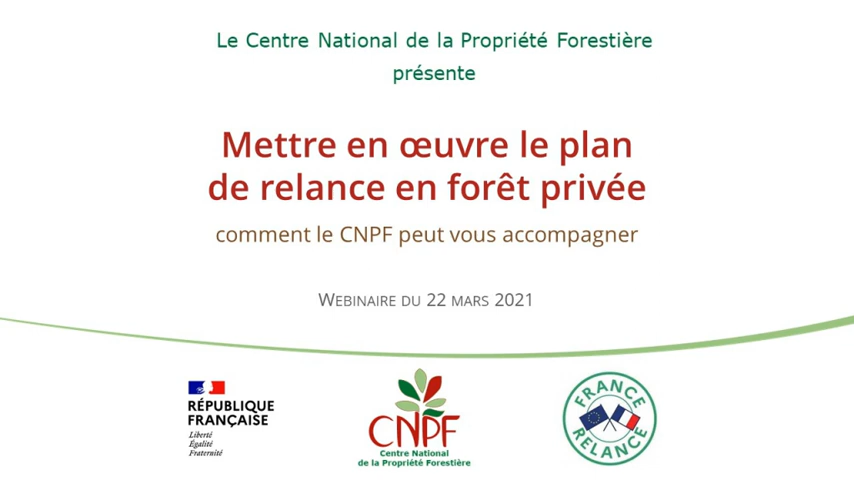 Le Centre National de la Propriété Forestière
présente
Mettre en œuvre le plan
de relance en forêt privée
comment le CNPF peut vous accompagner
Webinaire du 22 mars 2021
RÉPUBLIQUE
FRANÇAISE
Liberté
Égalité
Fraternité
CNPF
Centre National
de la Propriété Forestière
FRANCE
RELANCE